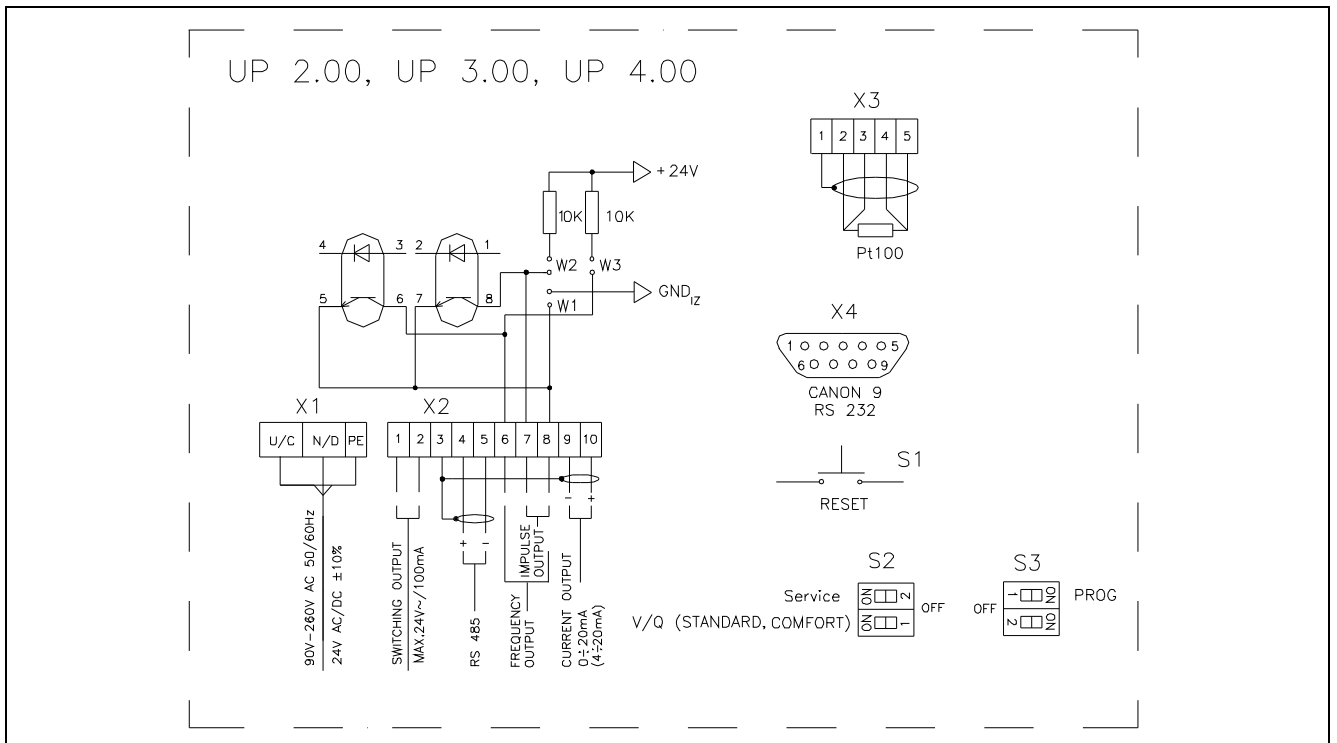 UP 2.00, UP 3.00, UP 4.00
X3
1 2 3 4 5
Pt100
+24V
10K 10K
4 3 2 1
W2 W3
5 6 7 8
GNDIZ
W1
X4
1 5
6 9
CANON 9
RS 232
X1 X2
U/C N/D PE
1 2 3 4 5 6 7 8 9 10
- +
+ -
90V-260V AC 50/60Hz
24V AC/DC ±10%
SWITCHING OUTPUT
MAX.24V~/100mA
RS 485
FREQUENCY
OUTPUT
IMPULSE
OUTPUT
CURRENT OUTPUT
0÷20mA
(4÷20mA)
S1
RESET
S2
Service ON 2
OFF
V/Q (STANDARD, COMFORT) ON 1
S3
1 ON PROG
OFF
2 ON